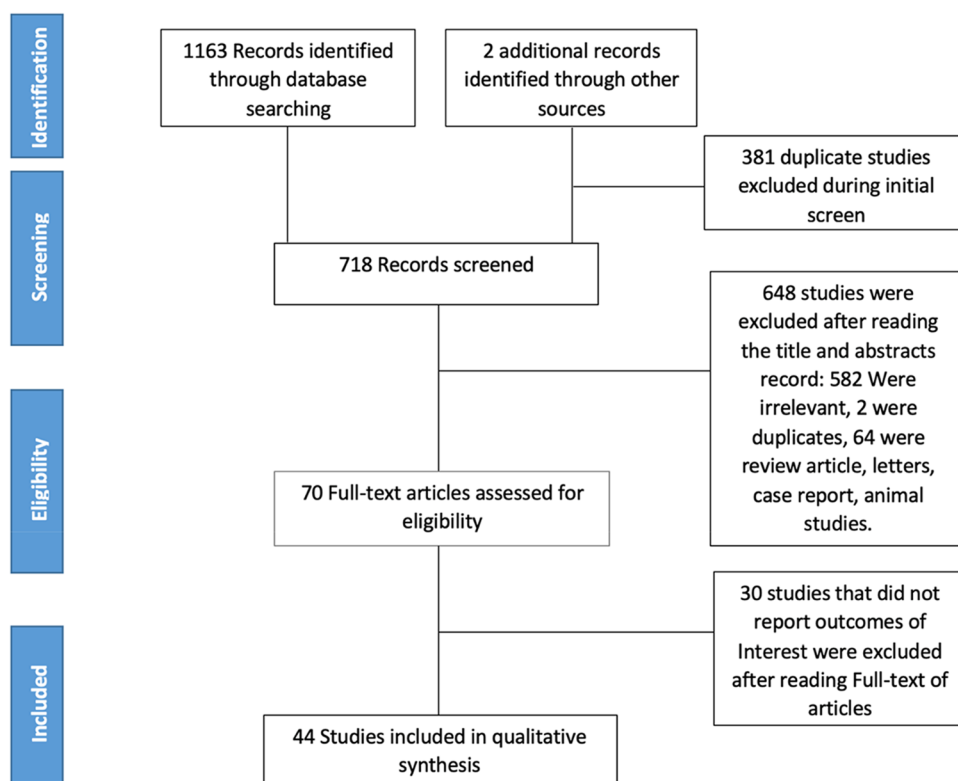 Identification
1163 Records identified
through database
searching
2 additional records
identified through other
sources
381 duplicate studies
excluded during initial
screen
Screening
718 Records screened
648 studies were
excluded after reading
the title and abstracts
record: 582 Were
irrelevant, 2 were
duplicates, 64 were
review article, letters,
case report, animal
studies.
Eligibility
70 Full-text articles assessed for
eligibility
30 studies that did not
report outcomes of
Interest were excluded
after reading Full-text of
articles
Included
44 Studies included in qualitative
synthesis